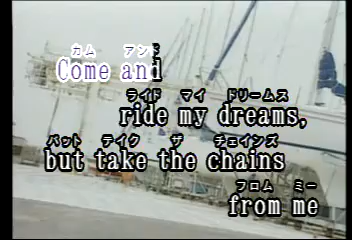 カム アンド
Come and
ライド マイ ドリームス
ride my dreams,
バット テイク ザ チェインズ
but take the chains
フロム ミー
from me